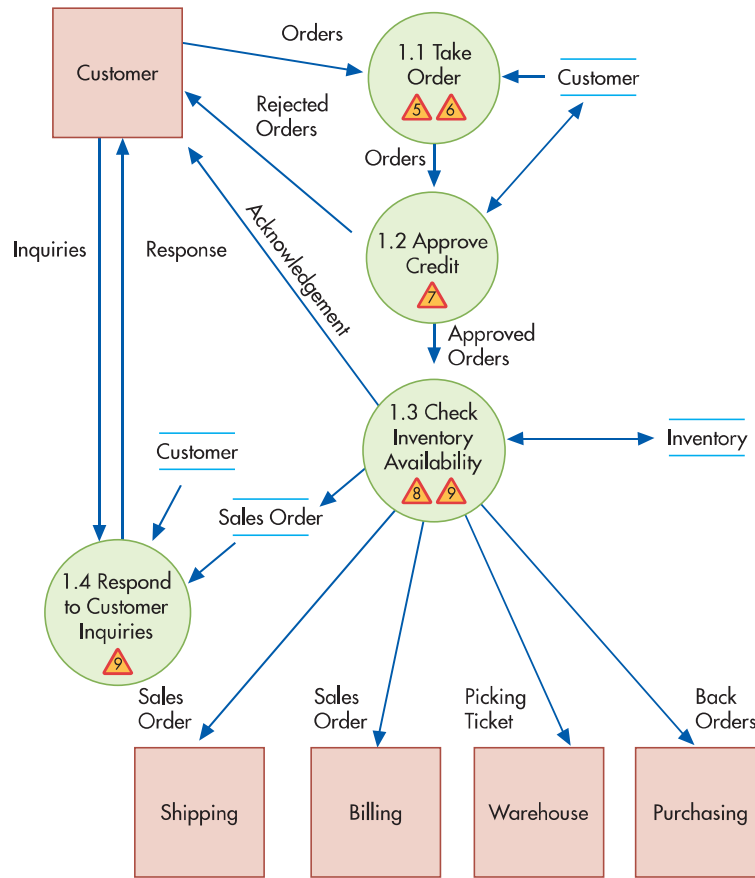 Customer
Orders
1.1 Take
Order
5 6
Customer
Rejected
Orders
Orders
Inquiries
Response
Acknowledgement
1.2 Approve
Credit
7
Approved
Orders
1.3 Check
Inventory
Availability
8 9
Inventory
Customer
Sales Order
1.4 Respond
to Customer
Inquiries
9
Sales
Order
Sales
Order
Picking
Ticket
Back
Orders
Shipping
Billing
Warehouse
Purchasing